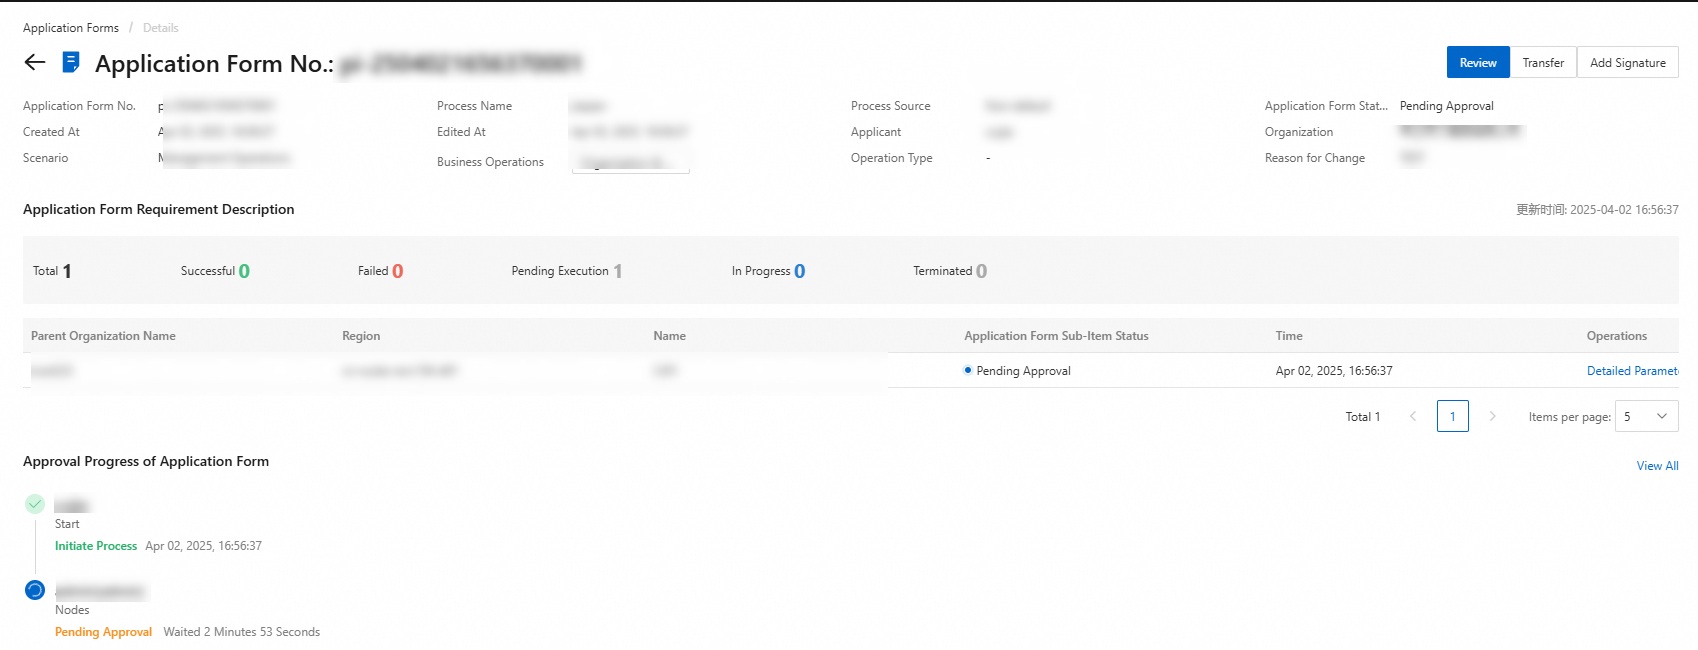 Application Forms / Details
Application Form No.:
Review Transfer Add Signature
Application Form No. Process Name Process Source Application Form Stat... Pending Approval
Created At Edited At Applicant Organization
Scenario Business Operations Operation Type - Reason for Change
Application Form Requirement Description 更新时间: 2025-04-02 16:56:37
Total 1 Successful 0 Failed 0 Pending Execution 1 In Progress 0 Terminated 0
Parent Organization Name Region Name Application Form Sub-Item Status Time Operations
Pending Approval Apr 02, 2025, 16:56:37 Detailed Paramet
Total 1 < 1 > Items per page: 5
Approval Progress of Application Form View All
Start
Initiate Process Apr 02, 2025, 16:56:37
Nodes
Pending Approval Waited 2 Minutes 53 Seconds